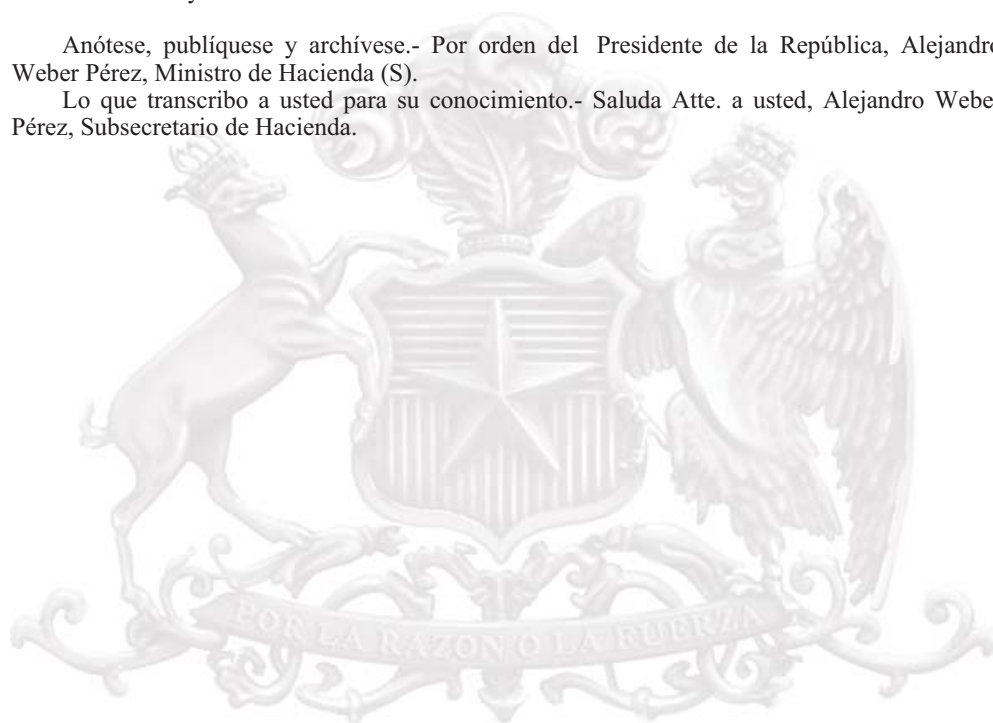 Anótese, publíquese y archívese.- Por orden del Presidente de la República, Alejandro
Weber Pérez, Ministro de Hacienda (S).
Lo que transcribo a usted para su conocimiento.- Saluda Atte. a usted, Alejandro Webe
Pérez, Subsecretario de Hacienda.
POR LA RAZON O LA FUERZA